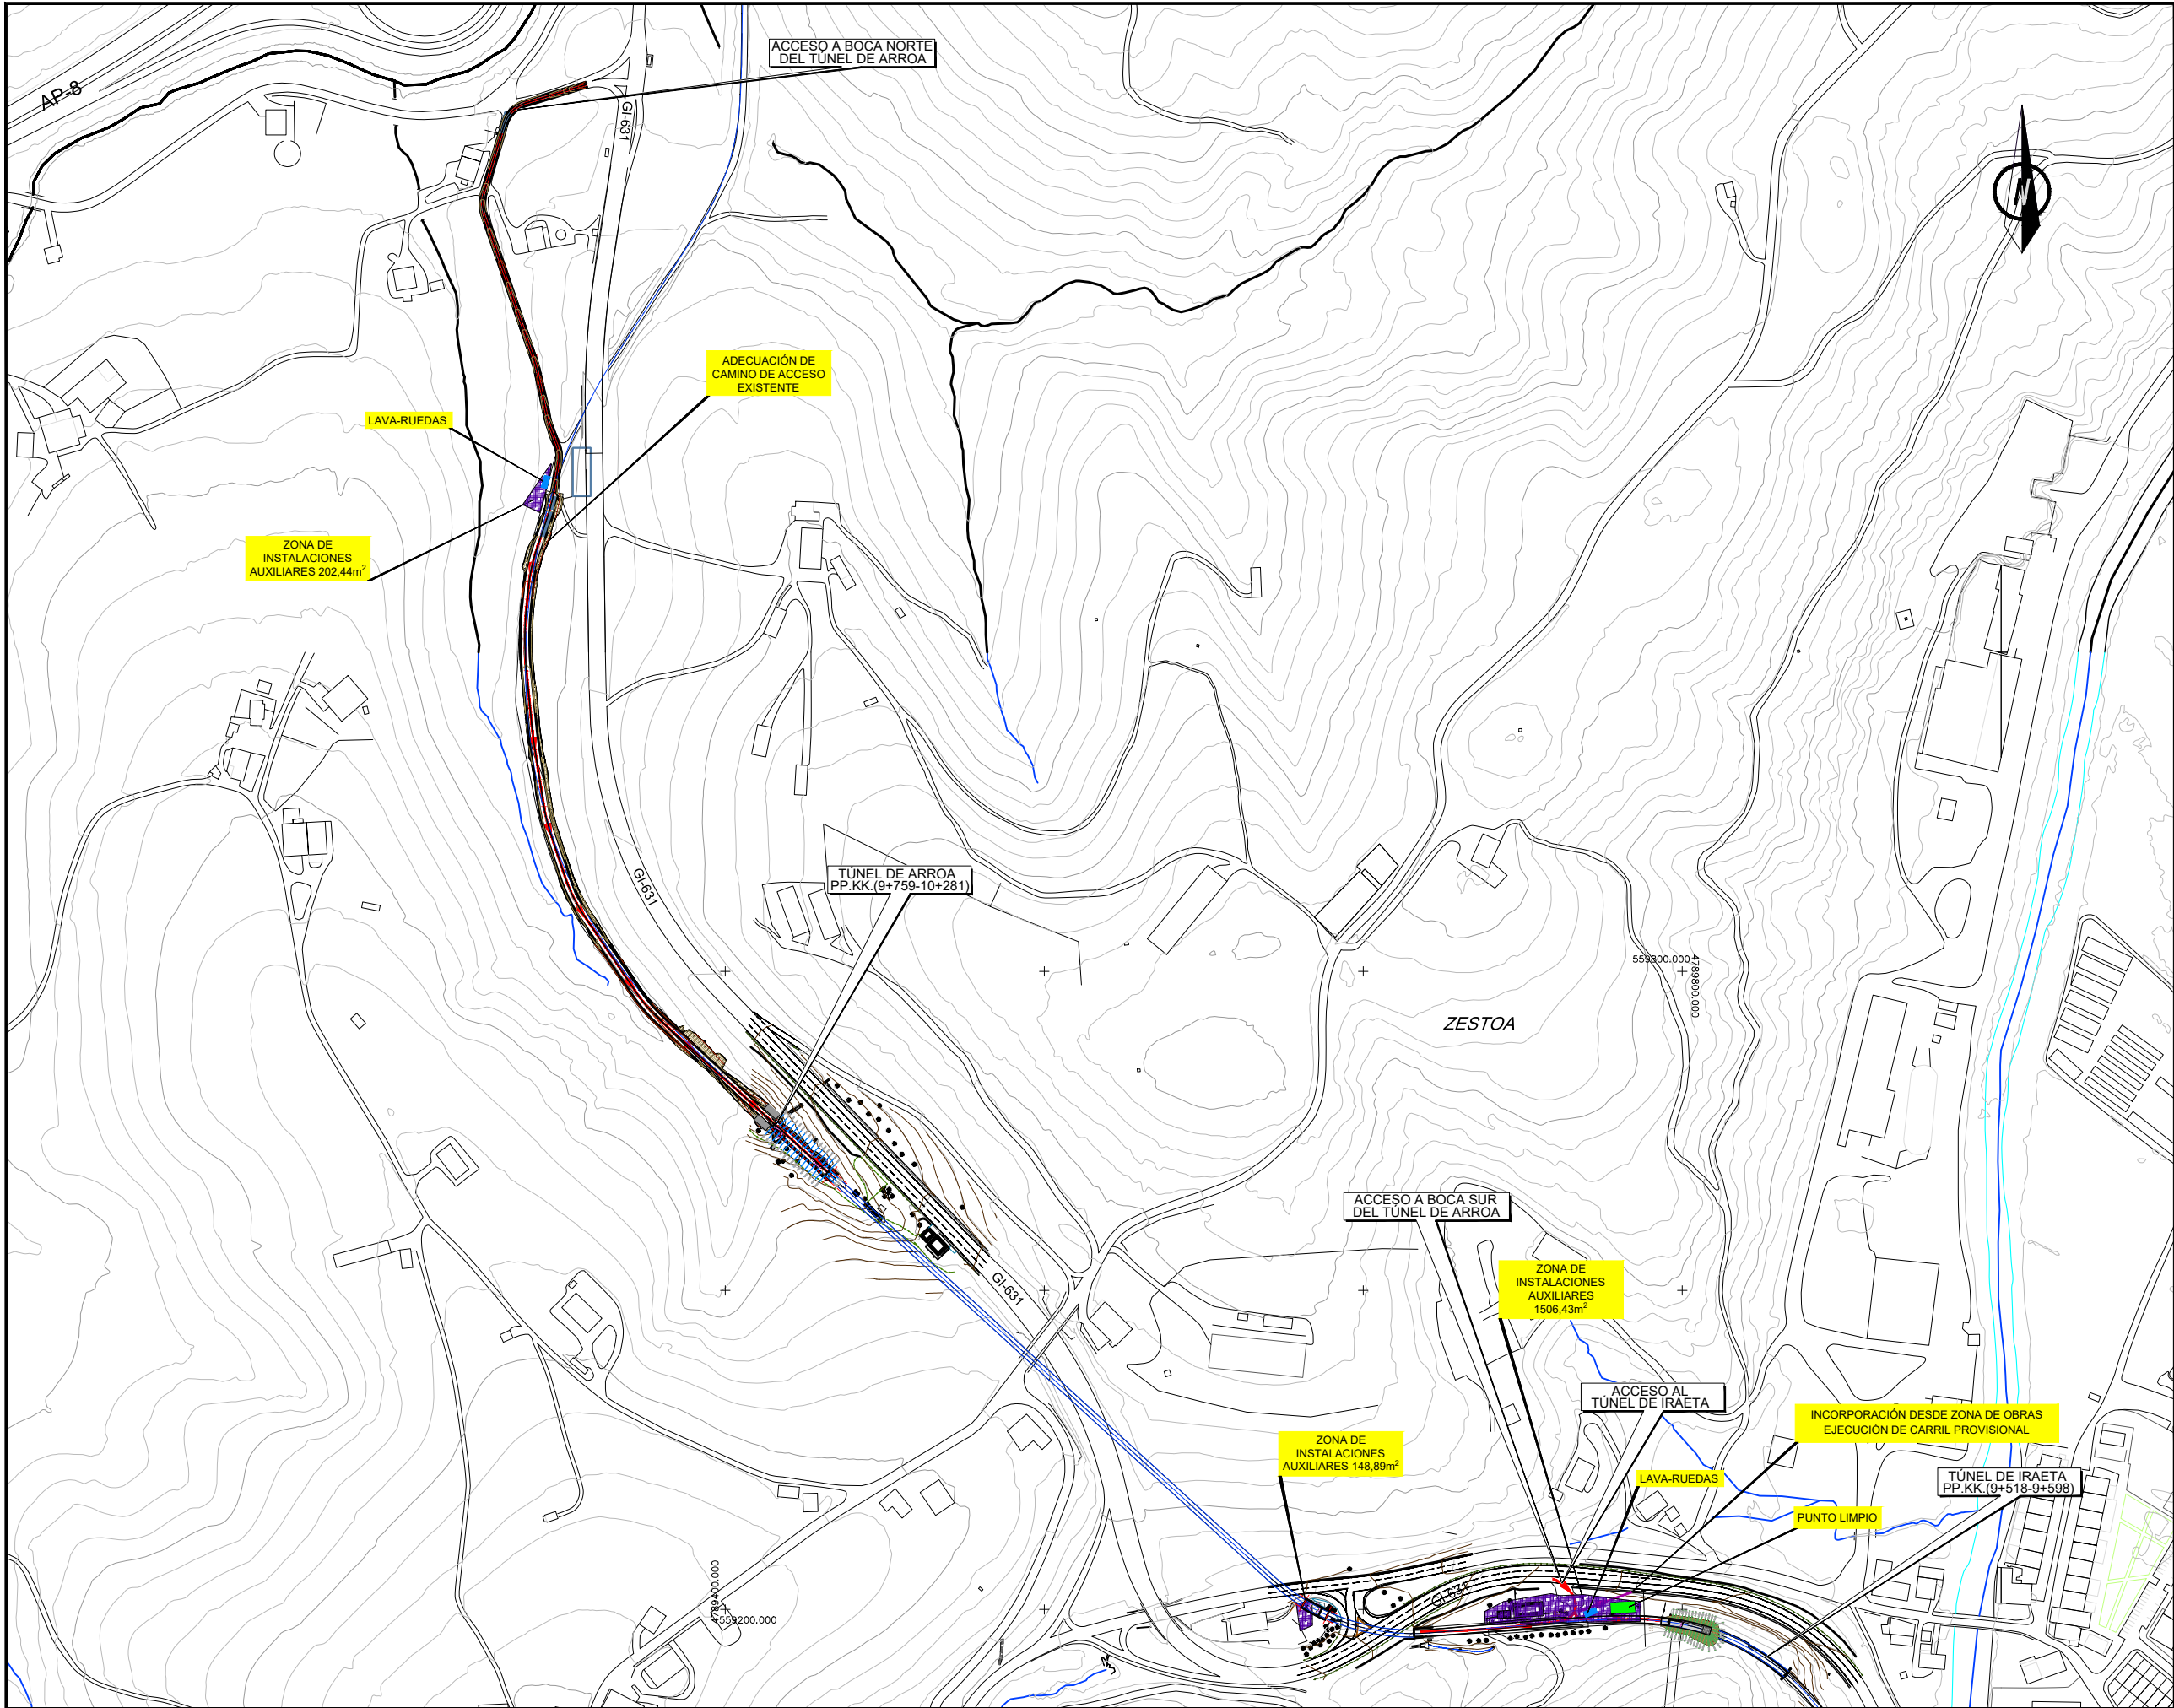 ACCESO A BOCA NORTE
DEL TÚNEL DE ARROA
AP-8
GI-631
N
ADECUACIÓN DE
CAMINO DE ACCESO
EXISTENTE
LAVA-RUEDAS
ZONA DE
INSTALACIONES
AUXILIARES 202,44m²
TÚNEL DE ARROA
PP.KK.(9+759-10+281)
GI-631
559800.000
4789800.000
ZESTOA
ACCESO A BOCA SUR
DEL TÚNEL DE ARROA
ZONA DE
INSTALACIONES
AUXILIARES
1506,43m²
GI-631
ACCESO AL
TÚNEL DE IRAETA
INCORPORACIÓN DESDE ZONA DE OBRAS
EJECUCIÓN DE CARRIL PROVISIONAL
ZONA DE
INSTALACIONES
AUXILIARES 148,89m²
LAVA-RUEDAS
TÚNEL DE IRAETA
PP.KK.(9+518-9+598)
PUNTO LIMPIO
GI-631
4789400.000
559200.000